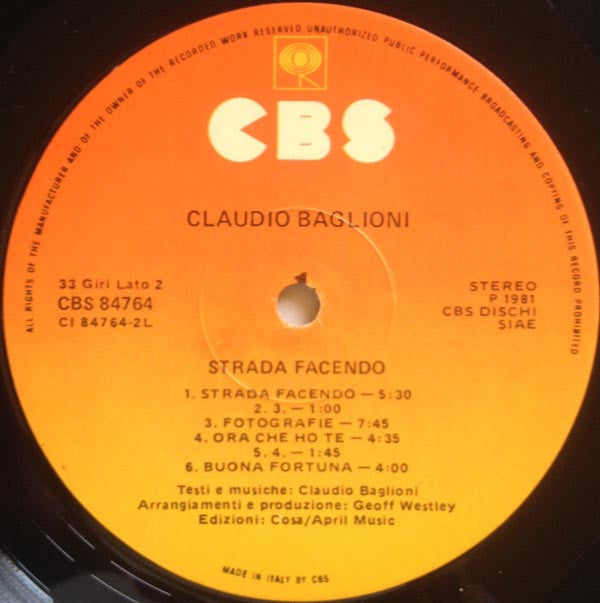 ALL RIGHTS OF THE MANUFACTURER AND OF THE OWNER OF THE RECORDED WORK RESERVED UNAUTHORIZED PUBLIC PERFORMANCE BROADCASTING AND COPYING OF THIS RECORD PROHIBITED
CBS
CLAUDIO BAGLIONI
33 Giri Lato 2
CBS 84764
CI 84764-2L
STEREO
P 1981
CBS DISCHI
SIAE
STRADA FACENDO
1. STRADA FACENDO — 5:30
2. 3. — 1:00
3. FOTOGRAFIE — 7:45
4. ORA CHE HO TE — 4:35
5. 4. — 1:45
6. BUONA FORTUNA — 4:00
Testi e musiche: Claudio Baglioni
Arrangiamenti e produzione: Geoff Westley
Edizioni: Cosa/April Music
MADE IN ITALY BY CBS